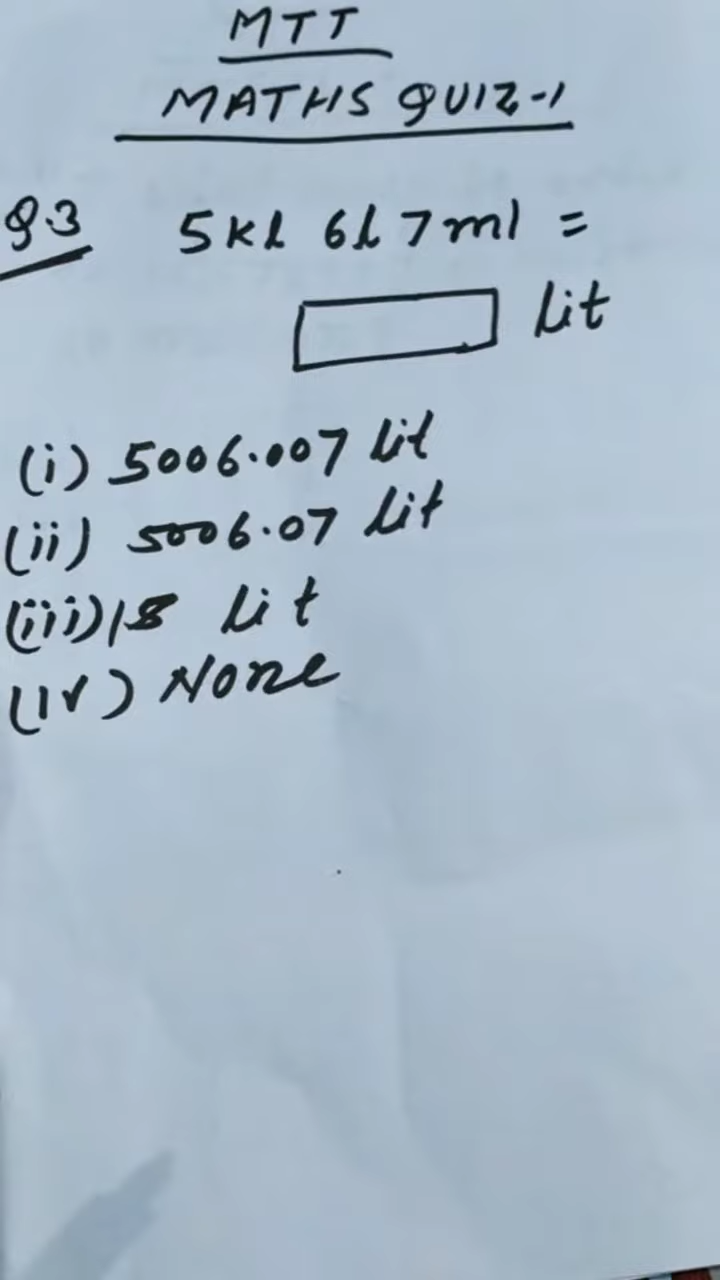 MTT
MATHS QUIZ-1
Q.3 5kl 6l 7ml =
lit
(i) 5006.007 lit
(ii) 5006.07 lit
(iii) 18 lit
(iv) None